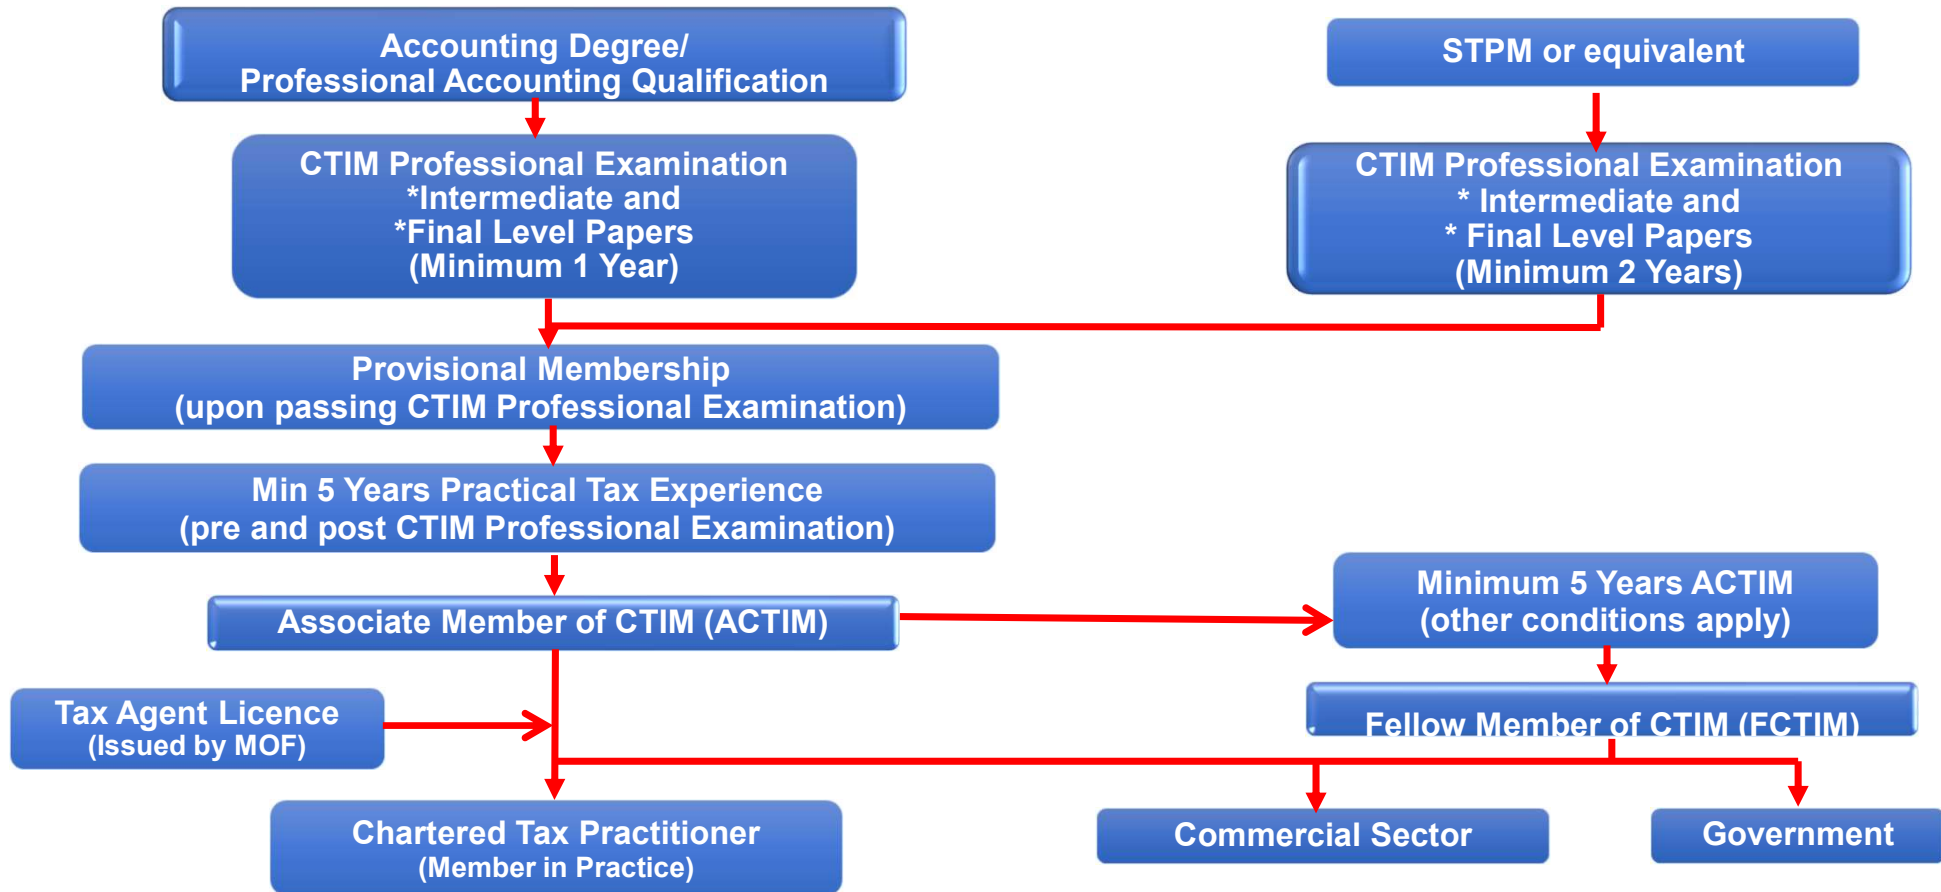 Accounting Degree/
Professional Accounting Qualification
STPM or equivalent
CTIM Professional Examination
*Intermediate and
*Final Level Papers
(Minimum 1 Year)
CTIM Professional Examination
* Intermediate and
* Final Level Papers
(Minimum 2 Years)
Provisional Membership
(upon passing CTIM Professional Examination)
Min 5 Years Practical Tax Experience
(pre and post CTIM Professional Examination)
Associate Member of CTIM (ACTIM)
Minimum 5 Years ACTIM
(other conditions apply)
Tax Agent Licence
(Issued by MOF)
Fellow Member of CTIM (FCTIM)
Chartered Tax Practitioner
(Member in Practice)
Commercial Sector
Government